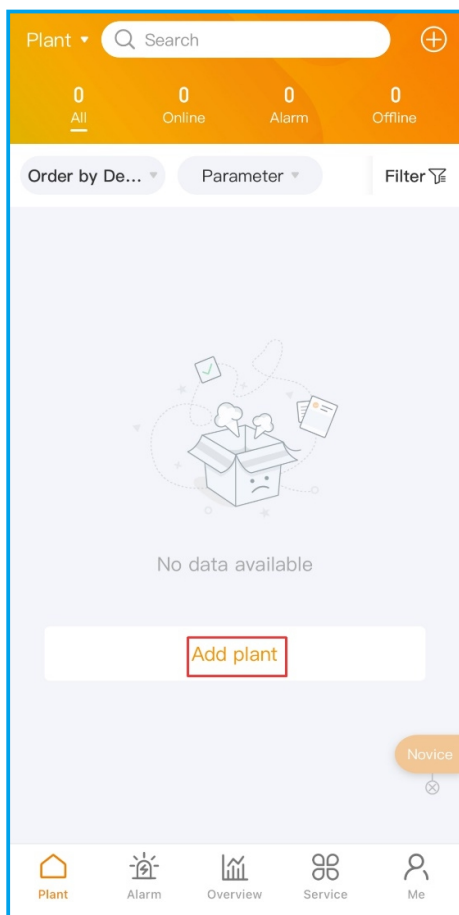 Plant Search
0 0 0 0
All Online Alarm Offline
Order by De... Parameter Filter
No data available
Add plant
Novice
Plant Alarm Overview Service Me